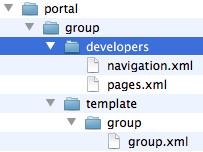 portal
group
developers
navigation.xml
pages.xml
template
group
group.xml